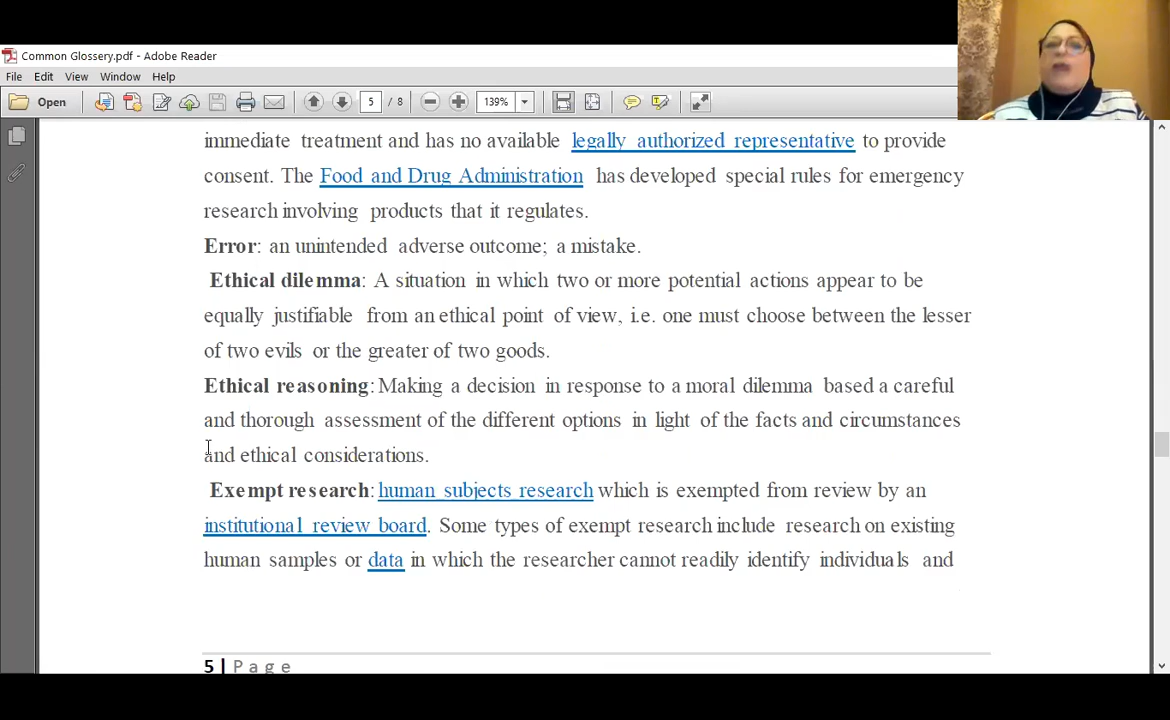 Common Glossery.pdf - Adobe Reader
File Edit View Window Help
Open 5 / 8 139%
immediate treatment and has no available legally authorized representative to provide
consent. The Food and Drug Administration has developed special rules for emergency
research involving products that it regulates.
Error: an unintended adverse outcome; a mistake.
Ethical dilemma: A situation in which two or more potential actions appear to be
equally justifiable from an ethical point of view, i.e. one must choose between the lesser
of two evils or the greater of two goods.
Ethical reasoning: Making a decision in response to a moral dilemma based a careful
and thorough assessment of the different options in light of the facts and circumstances
and ethical considerations.
Exempt research: human subjects research which is exempted from review by an
institutional review board. Some types of exempt research include research on existing
human samples or data in which the researcher cannot readily identify individuals and
5 | Page